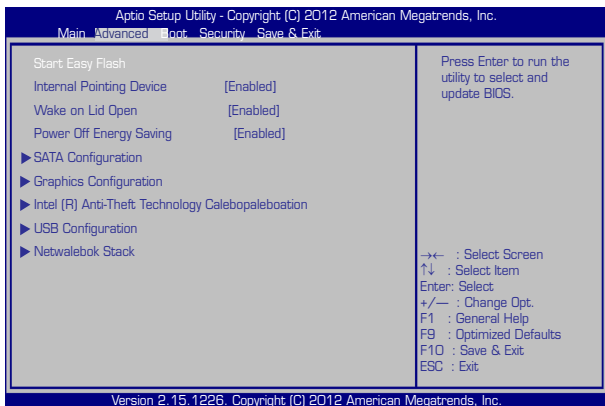 Aptio Setup Utility - Copyright (C) 2012 American Megatrends, Inc.
Main Advanced Boot Security Save & Exit
Start Easy Flash
Internal Pointing Device [Enabled]
Wake on Lid Open [Enabled]
Power Off Energy Saving [Enabled]
▶ SATA Configuration
▶ Graphics Configuration
▶ Intel (R) Anti-Theft Technology Calebopaleboation
▶ USB Configuration
▶ Netwalebok Stack
Press Enter to run the
utility to select and
update BIOS.
→← : Select Screen
↑↓ : Select Item
Enter: Select
+/— : Change Opt.
F1 : General Help
F9 : Optimized Defaults
F10 : Save & Exit
ESC : Exit
Version 2.15.1226. Copyright (C) 2012 American Megatrends, Inc.